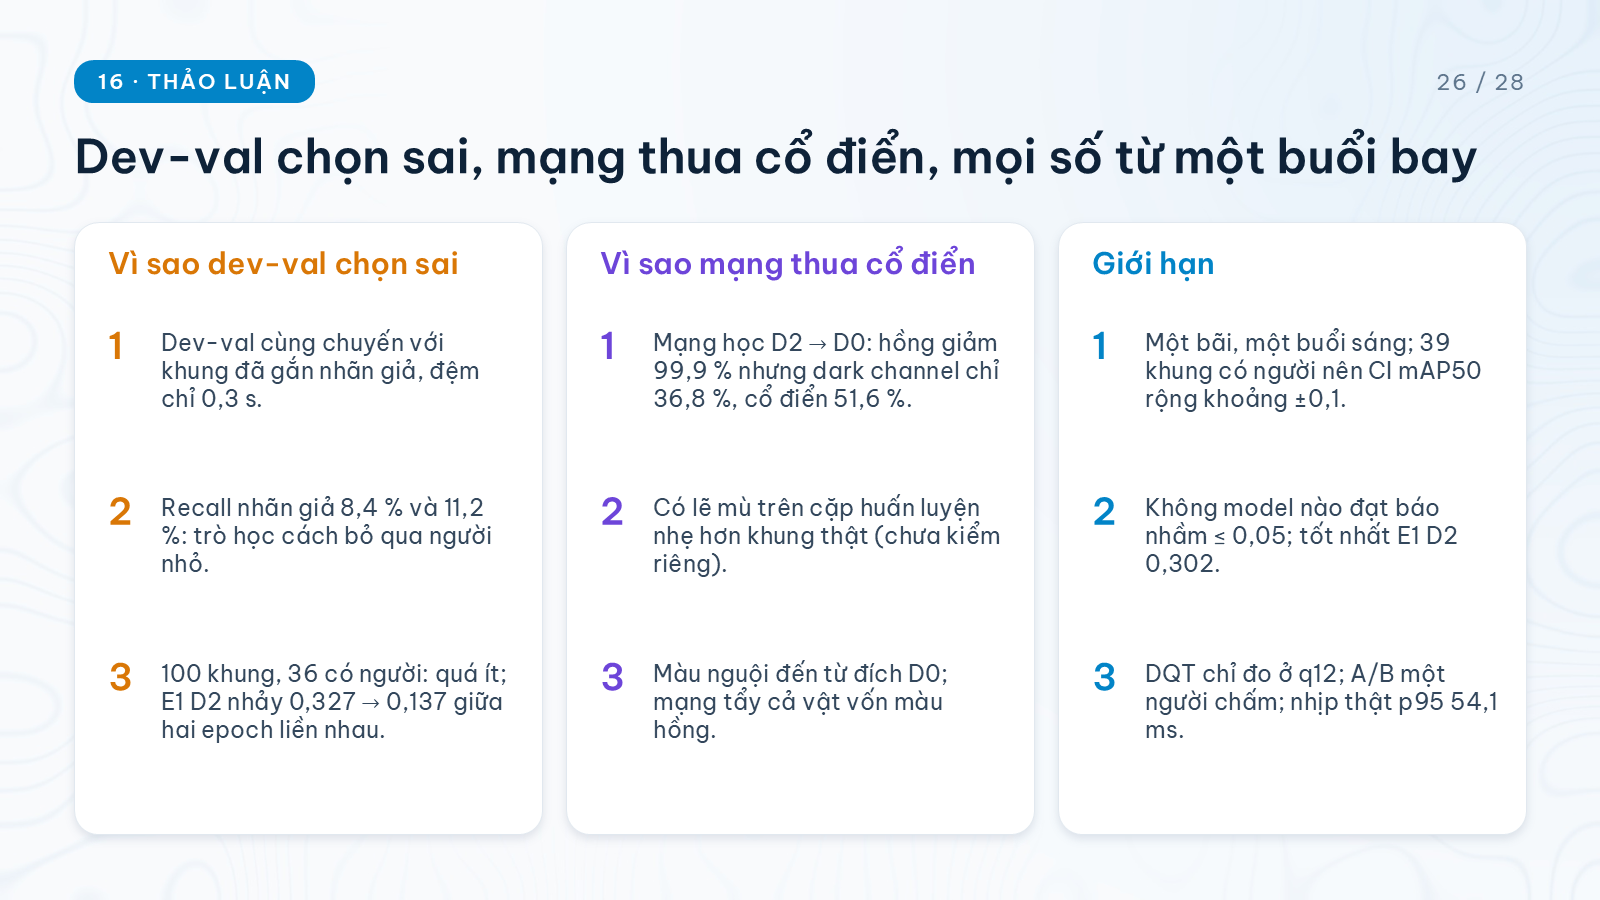 16 · THẢO LUẬN
26 / 28
Dev-val chọn sai, mạng thua cổ điển, mọi số từ một buổi bay
Vì sao dev-val chọn sai
1
Dev-val cùng chuyến với
khung đã gắn nhãn giả, đệm
chỉ 0,3 s.
2
Recall nhãn giả 8,4 % và 11,2
%: trò học cách bỏ qua người
nhỏ.
3
100 khung, 36 có người: quá ít;
E1 D2 nhảy 0,327 → 0,137 giữa
hai epoch liền nhau.
Vì sao mạng thua cổ điển
1
Mạng học D2 → D0: hồng giảm
99,9 % nhưng dark channel chỉ
36,8 %, cổ điển 51,6 %.
2
Có lẽ mù trên cặp huấn luyện
nhẹ hơn khung thật (chưa kiểm
riêng).
3
Màu nguội đến từ đích D0;
mạng tẩy cả vật vốn màu
hồng.
Giới hạn
1
Một bãi, một buổi sáng; 39
khung có người nên CI mAP50
rộng khoảng ±0,1.
2
Không model nào đạt báo
nhầm ≤ 0,05; tốt nhất E1 D2
0,302.
3
DQT chỉ đo ở q12; A/B một
người chấm; nhịp thật p95 54,1
ms.